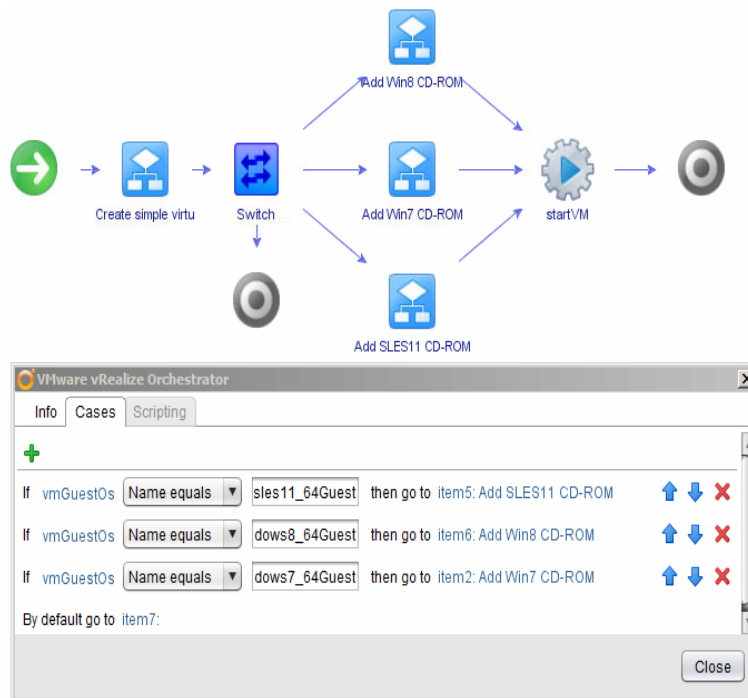 Add Win8 CD-ROM
Create simple virtu
Switch
Add Win7 CD-ROM
startVM
Add SLES11 CD-ROM
VMware vRealize Orchestrator
Info Cases Scripting
If vmGuestOs Name equals sles11_64Guest then go to item5: Add SLES11 CD-ROM
If vmGuestOs Name equals dows8_64Guest then go to item6: Add Win8 CD-ROM
If vmGuestOs Name equals dows7_64Guest then go to item2: Add Win7 CD-ROM
By default go to item7:
Close